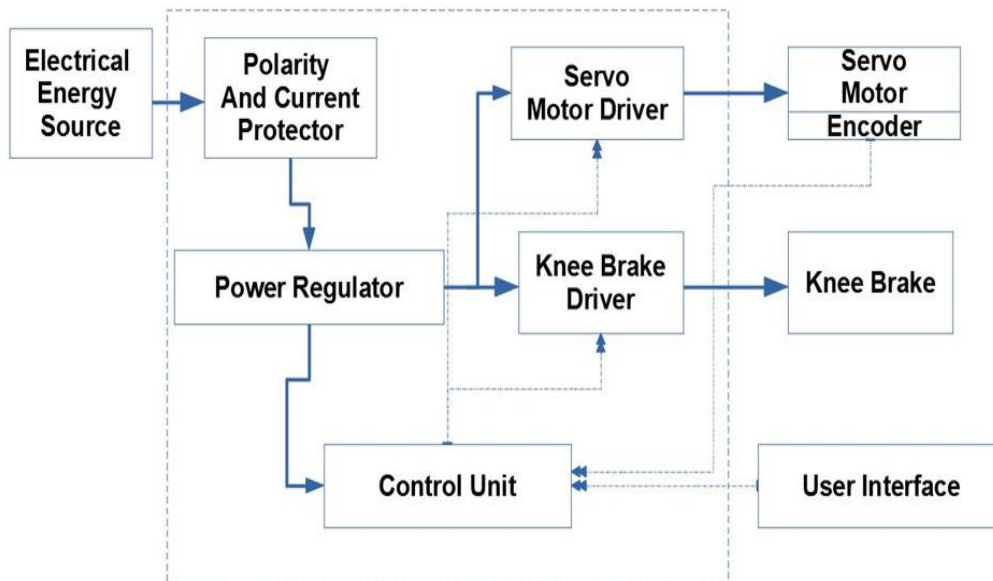 Electrical
Energy
Source
Polarity
And Current
Protector
Servo
Motor Driver
Servo
Motor
Encoder
Power Regulator
Knee Brake
Driver
Knee Brake
Control Unit
User Interface